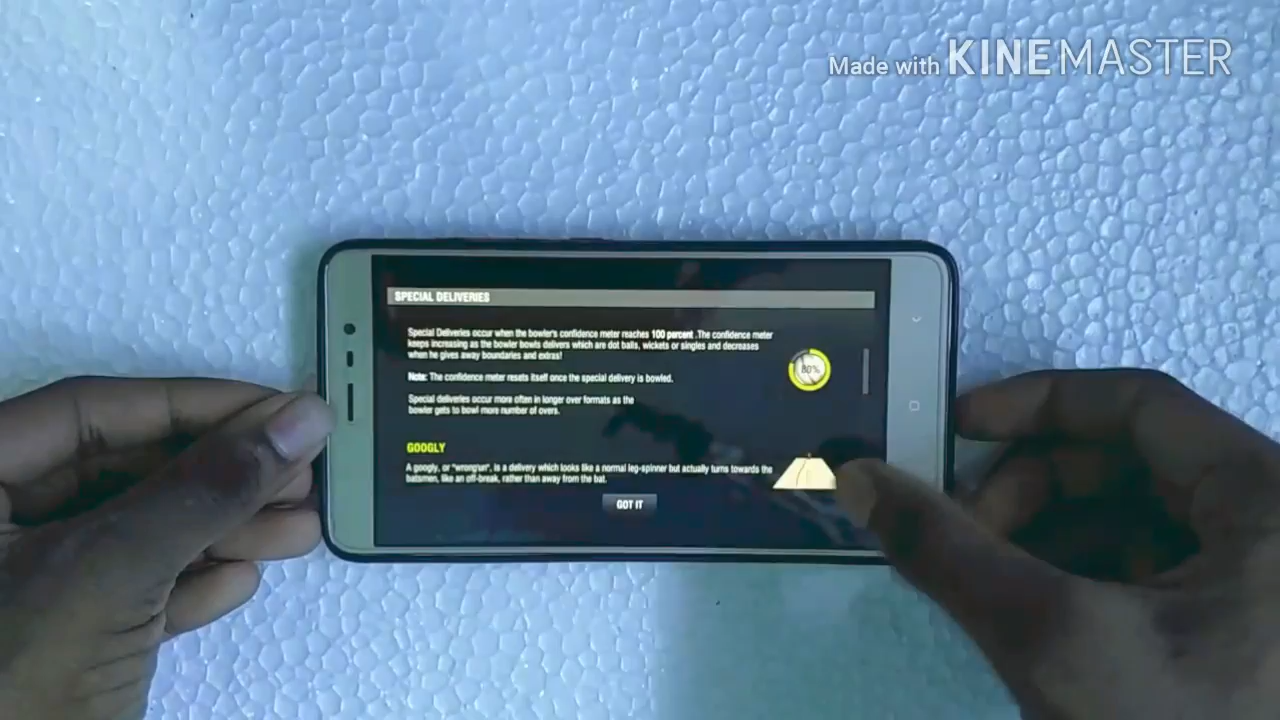 Made with KINEMASTER
SPECIAL DELIVERIES
Special Deliveries occur when the bowler's confidence meter reaches 100 percent .The confidence meter
keeps increasing as the bowler bowls delivers which are dot balls, wickets or singles and decreases
when he gives away boundaries and extras!
80%
Note: The confidence meter resets itself once the special delivery is bowled.
Special deliveries occur more often in longer over formats as the
bowler gets to bowl more number of overs.
GOOGLY
A googly, or "wrong'un", is a delivery which looks like a normal leg-spinner but actually turns towards the
batsmen, like an off-break, rather than away from the bat.
GOT IT